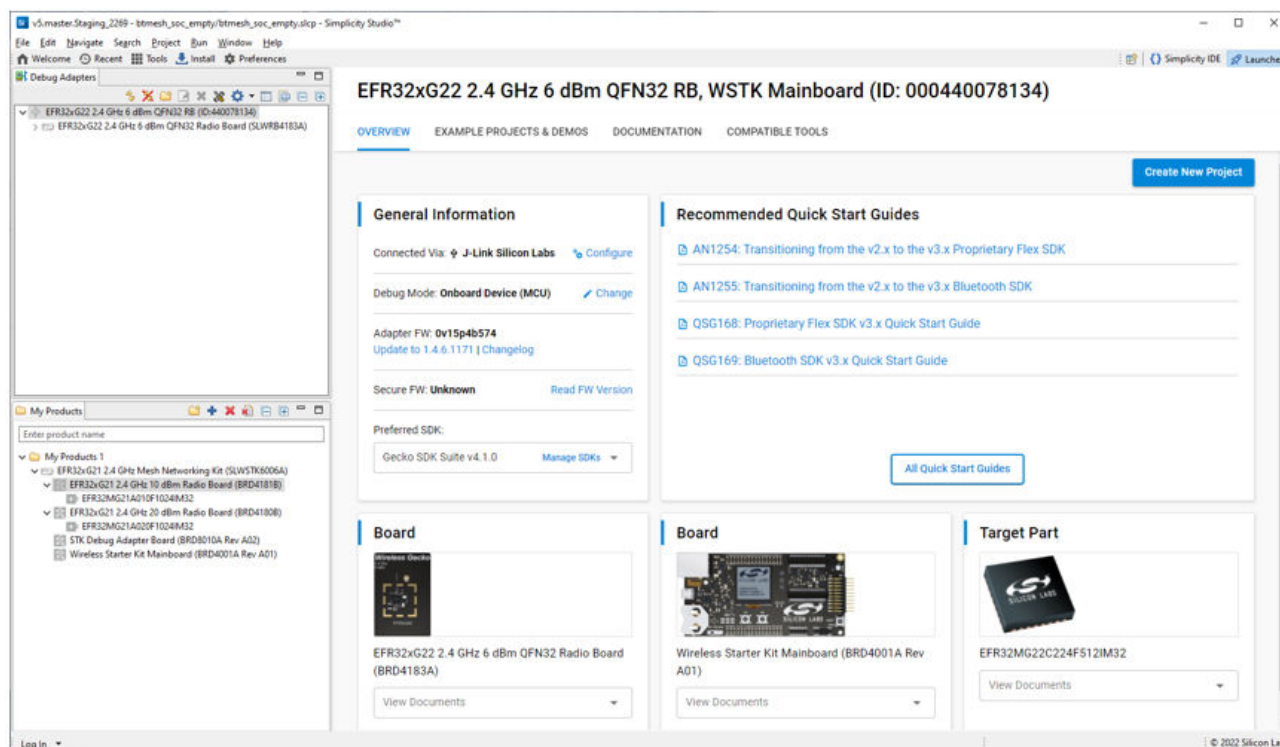 v5.master.Staging_2269 - btmesh_soc_empty/btmesh_soc_empty.slcp - Simplicity Studio™
File Edit Navigate Search Project Run Window Help
Welcome Recent Tools Install Preferences
Simplicity IDE Launche
Debug Adapters
EFR32xG22 2.4 GHz 6 dBm QFN32 RB (ID:440078134)
EFR32xG22 2.4 GHz 6 dBm QFN32 Radio Board (SLWRB4183A)
EFR32xG22 2.4 GHz 6 dBm QFN32 RB, WSTK Mainboard (ID: 000440078134)
OVERVIEW EXAMPLE PROJECTS & DEMOS DOCUMENTATION COMPATIBLE TOOLS
Create New Project
General Information
Connected Via: J-Link Silicon Labs Configure
Debug Mode: Onboard Device (MCU) Change
Adapter FW: 0v15p4b574
Update to 1.4.6.1171 | Changelog
Secure FW: Unknown Read FW Version
Preferred SDK:
Gecko SDK Suite v4.1.0 Manage SDKs
Recommended Quick Start Guides
AN1254: Transitioning from the v2.x to the v3.x Proprietary Flex SDK
AN1255: Transitioning from the v2.x to the v3.x Bluetooth SDK
QSG168: Proprietary Flex SDK v3.x Quick Start Guide
QSG169: Bluetooth SDK v3.x Quick Start Guide
All Quick Start Guides
My Products
Enter product name
My Products 1
EFR32xG21 2.4 GHz Mesh Networking Kit (SLWSTK6006A)
EFR32xG21 2.4 GHz 10 dBm Radio Board (BRD4181B)
EFR32MG21A010F1024IM32
EFR32xG21 2.4 GHz 20 dBm Radio Board (BRD4180B)
EFR32MG21A020F1024IM32
STK Debug Adapter Board (BRD8010A Rev A02)
Wireless Starter Kit Mainboard (BRD4001A Rev A01)
Board
Wireless Gecko
EFR32xG22 2.4 GHz 6 dBm QFN32 Radio Board
(BRD4183A)
View Documents
Board
SILICON LABS
Wireless Starter Kit Mainboard (BRD4001A Rev
A01)
View Documents
Target Part
SILICON LABS
EFR32MG22C224F512IM32
View Documents
Log In
© 2022 Silicon La